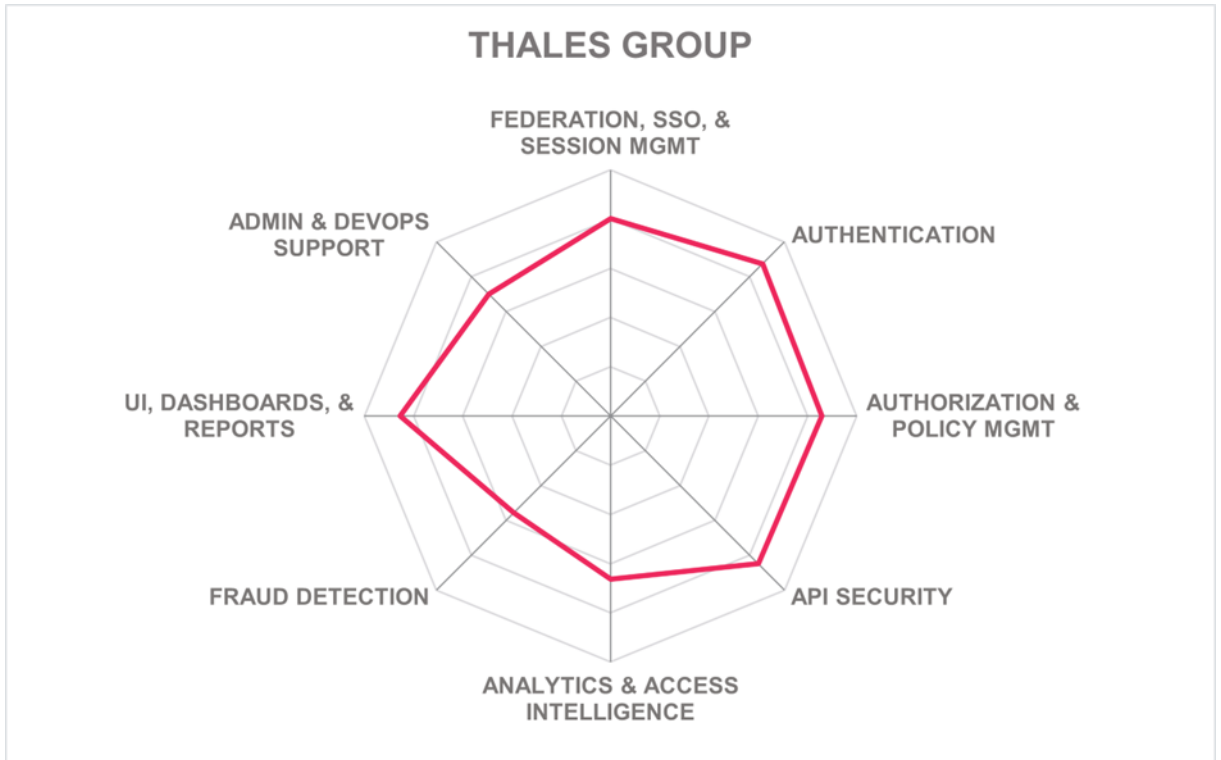 THALES GROUP
FEDERATION, SSO, &
SESSION MGMT
ADMIN & DEVOPS
SUPPORT
AUTHENTICATION
UI, DASHBOARDS, &
REPORTS
AUTHORIZATION &
POLICY MGMT
FRAUD DETECTION
API SECURITY
ANALYTICS & ACCESS
INTELLIGENCE